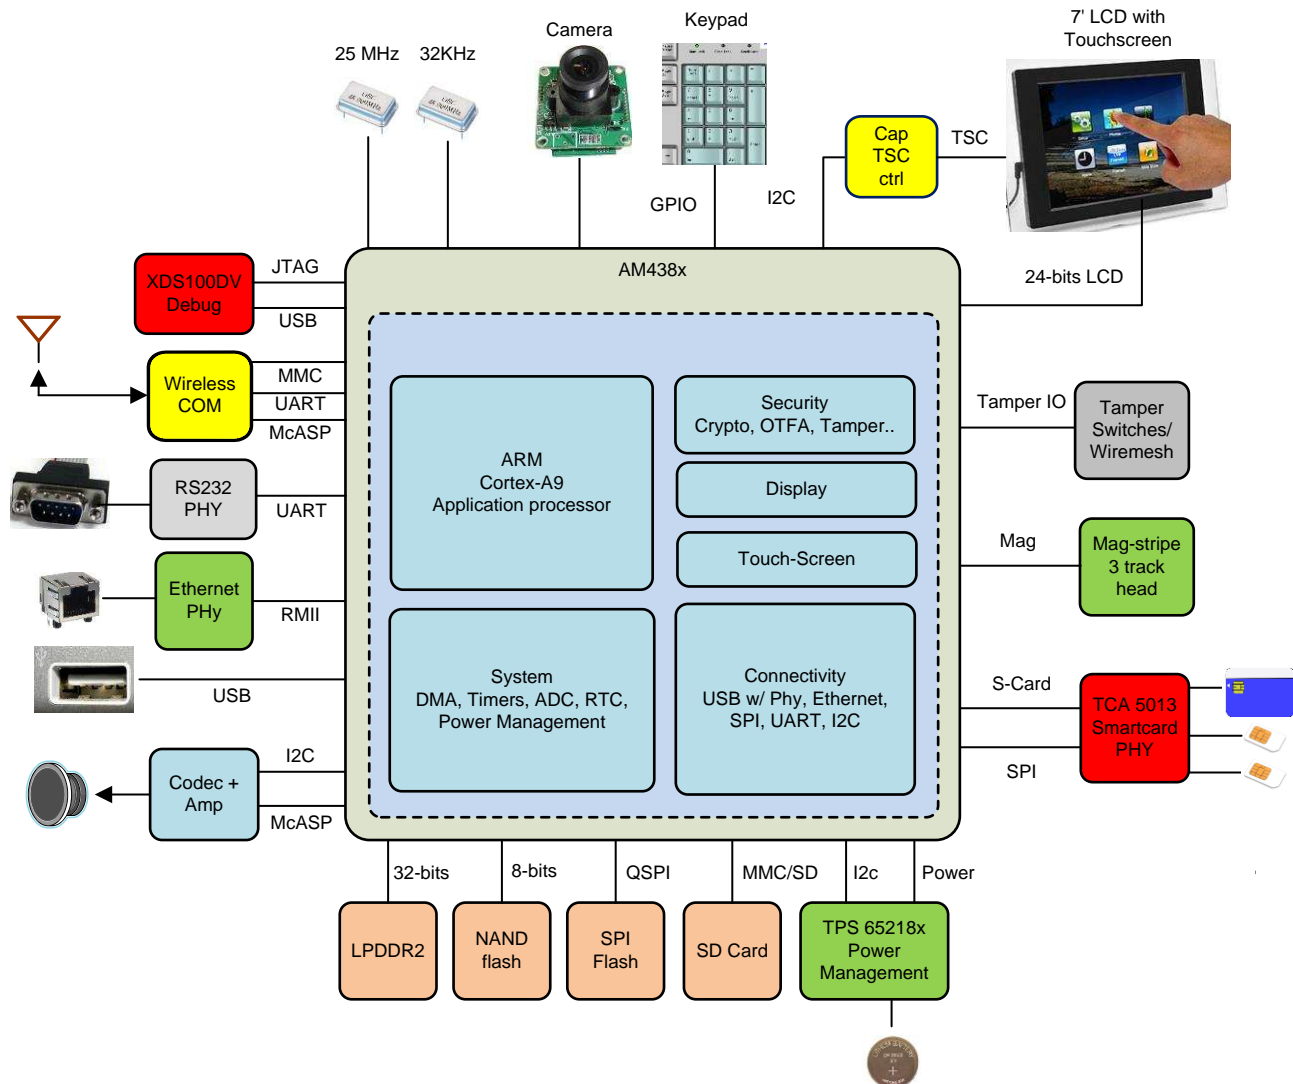 Camera
Keypad
7' LCD with
Touchscreen
25 MHz
32KHz
Cap
TSC
ctrl
TSC
GPIO
I2C
24-bits LCD
AM438x
XDS100DV
Debug
JTAG
USB
Wireless
COM
MMC
UART
McASP
RS232
PHY
UART
Ethernet
PHy
RMII
USB
Codec +
Amp
I2C
McASP
ARM
Cortex-A9
Application processor
Security
Crypto, OTFA, Tamper..
Display
Touch-Screen
System
DMA, Timers, ADC, RTC,
Power Management
Connectivity
USB w/ Phy, Ethernet,
SPI, UART, I2C
Tamper IO
Tamper
Switches/
Wiremesh
Mag
Mag-stripe
3 track
head
S-Card
SPI
TCA 5013
Smartcard
PHY
32-bits
8-bits
QSPI
MMC/SD
I2c
Power
LPDDR2
NAND
flash
SPI
Flash
SD Card
TPS 65218x
Power
Management